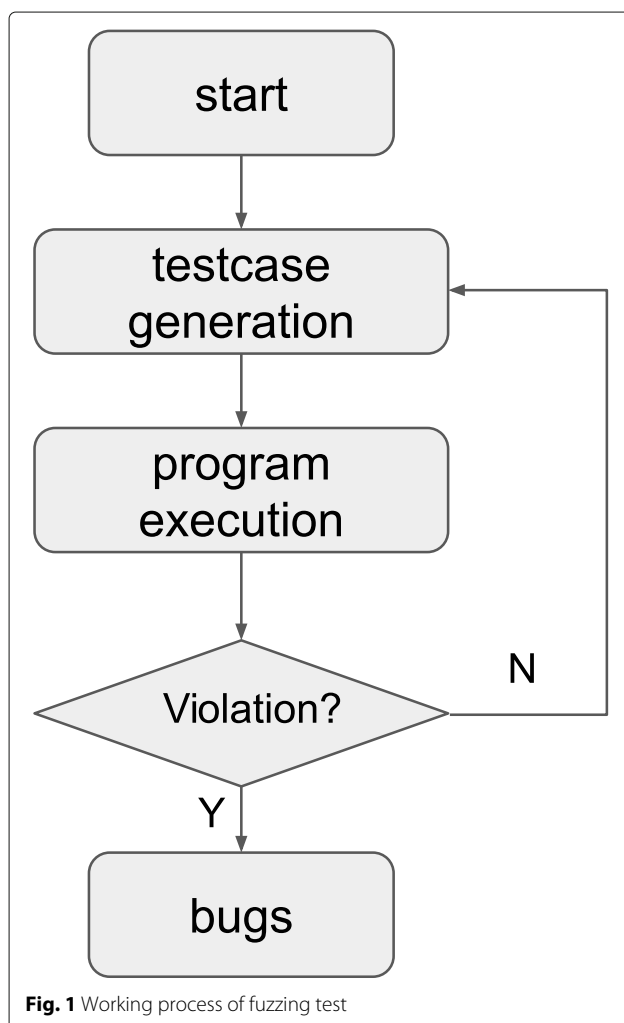 start
testcase
generation
program
execution
Violation?
N
Y
bugs
Fig. 1 Working process of fuzzing test